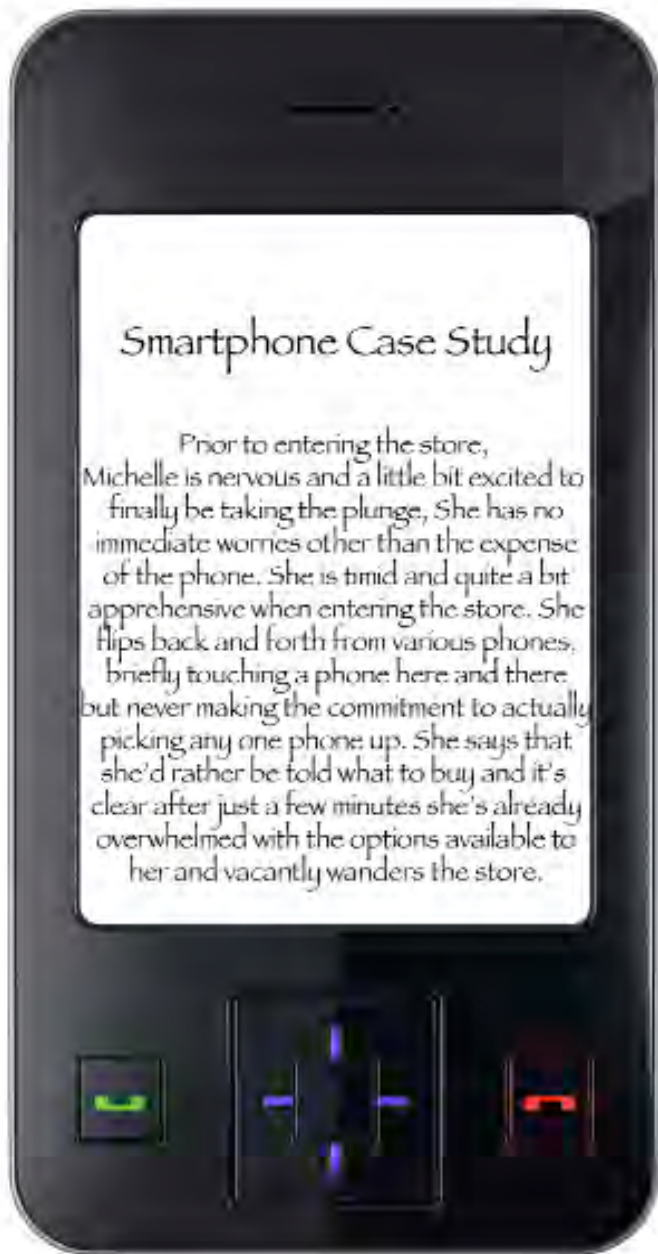 Smartphone Case Study
Prior to entering the store,
Michelle is nervous and a little bit excited to
finally be taking the plunge, She has no
immediate worries other than the expense
of the phone. She is timid and quite a bit
apprehensive when entering the store. She
flips back and forth from various phones,
briefly touching a phone here and there
but never making the commitment to actually
picking any one phone up. She says that
she'd rather be told what to buy and it's
clear after just a few minutes she's already
overwhelmed with the options available to
her and vacantly wanders the store.